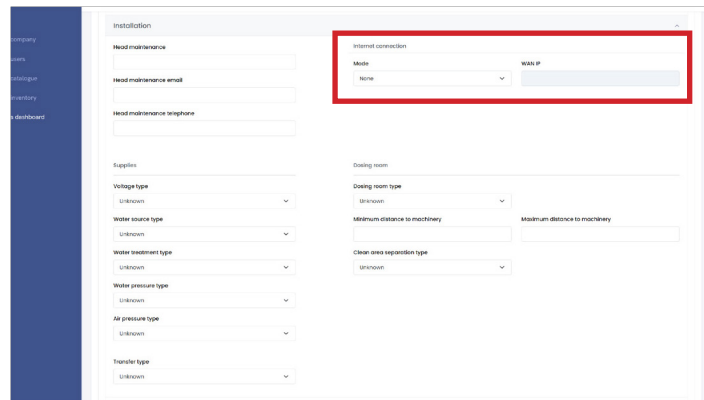 Installation
company
users
catalogue
inventory
s dashboard
Head maintenance
Head maintenance email
Head maintenance telephone
Internet connection
Mode
WAN IP
None
Supplies
Voltage type
Unknown
Water source type
Unknown
Water treatment type
Unknown
Water pressure type
Unknown
Air pressure type
Unknown
Transfer type
Unknown
Dosing room
Dosing room type
Unknown
Minimum distance to machinery
Maximum distance to machinery
Clean area separation type
Unknown